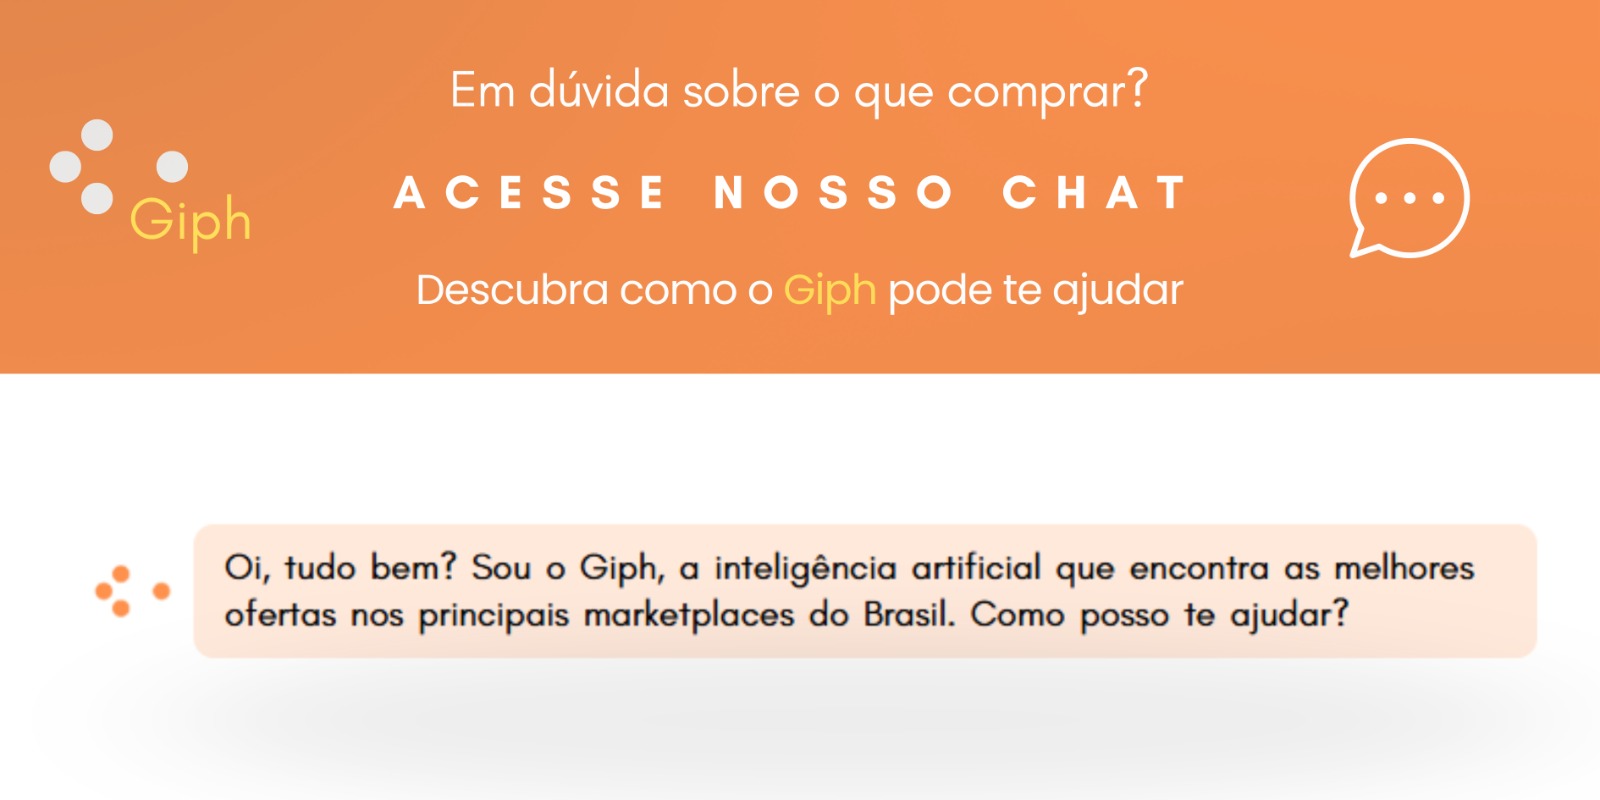 Em dúvida sobre o que comprar?
ACESSE NOSSO CHAT
Giph
Descubra como o Giph pode te ajudar
Oi, tudo bem? Sou o Giph, a inteligência artificial que encontra as melhores
ofertas nos principais marketplaces do Brasil. Como posso te ajudar?